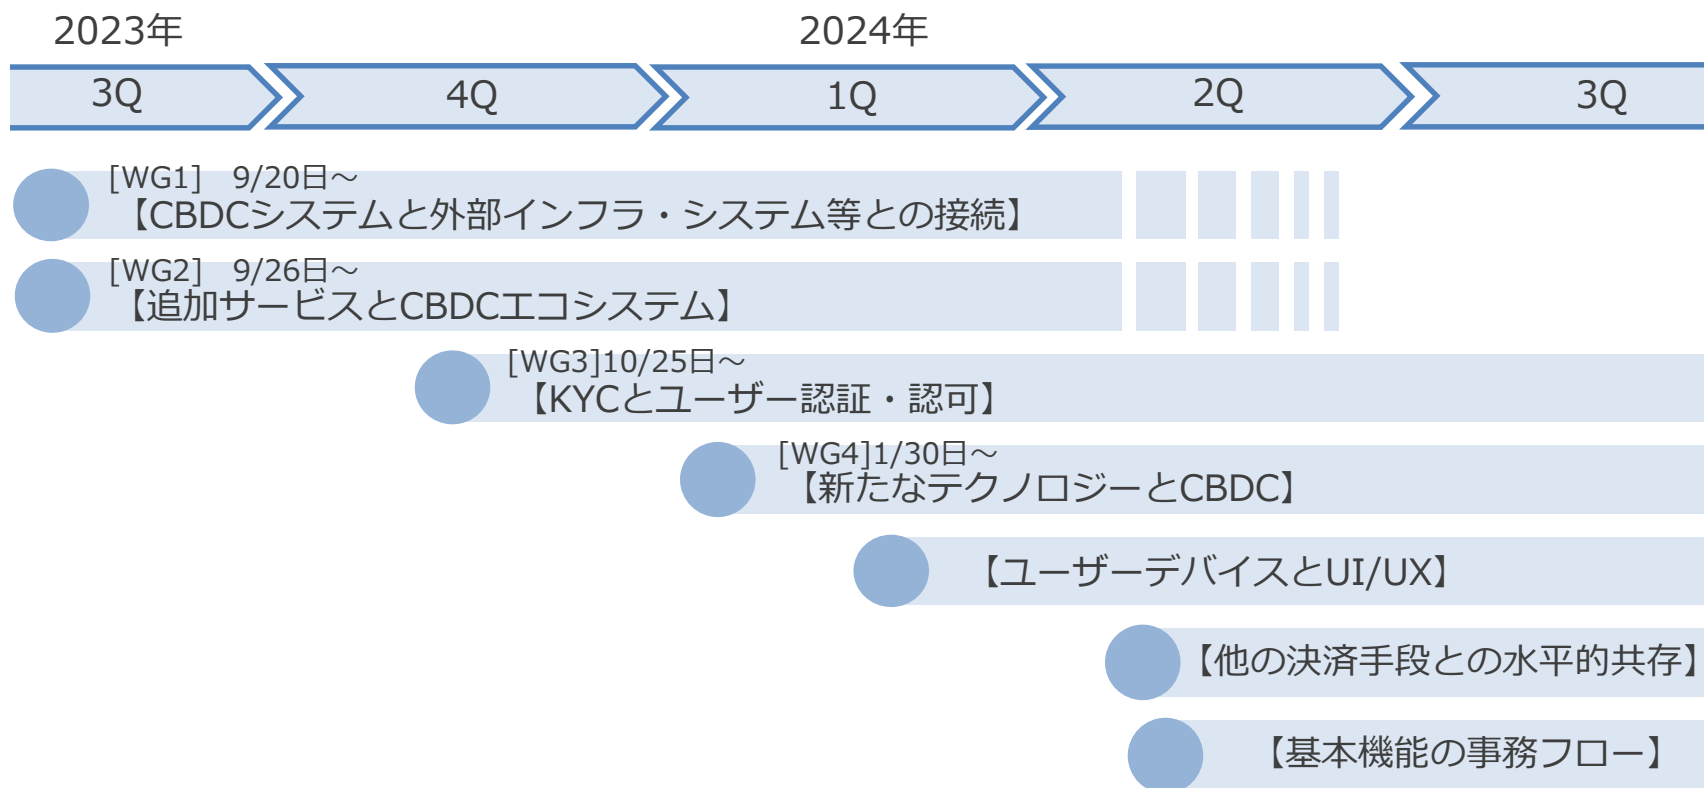 2023年 2024年
3Q 4Q 1Q 2Q 3Q
[WG1] 9/20日～
【CBDCシステムと外部インフラ・システム等との接続】
[WG2] 9/26日～
【追加サービスとCBDCエコシステム】
[WG3]10/25日～
【KYCとユーザー認証・認可】
[WG4]1/30日～
【新たなテクノロジーとCBDC】
【ユーザーデバイスとUI/UX】
【他の決済手段との水平的共存】
【基本機能の事務フロー】